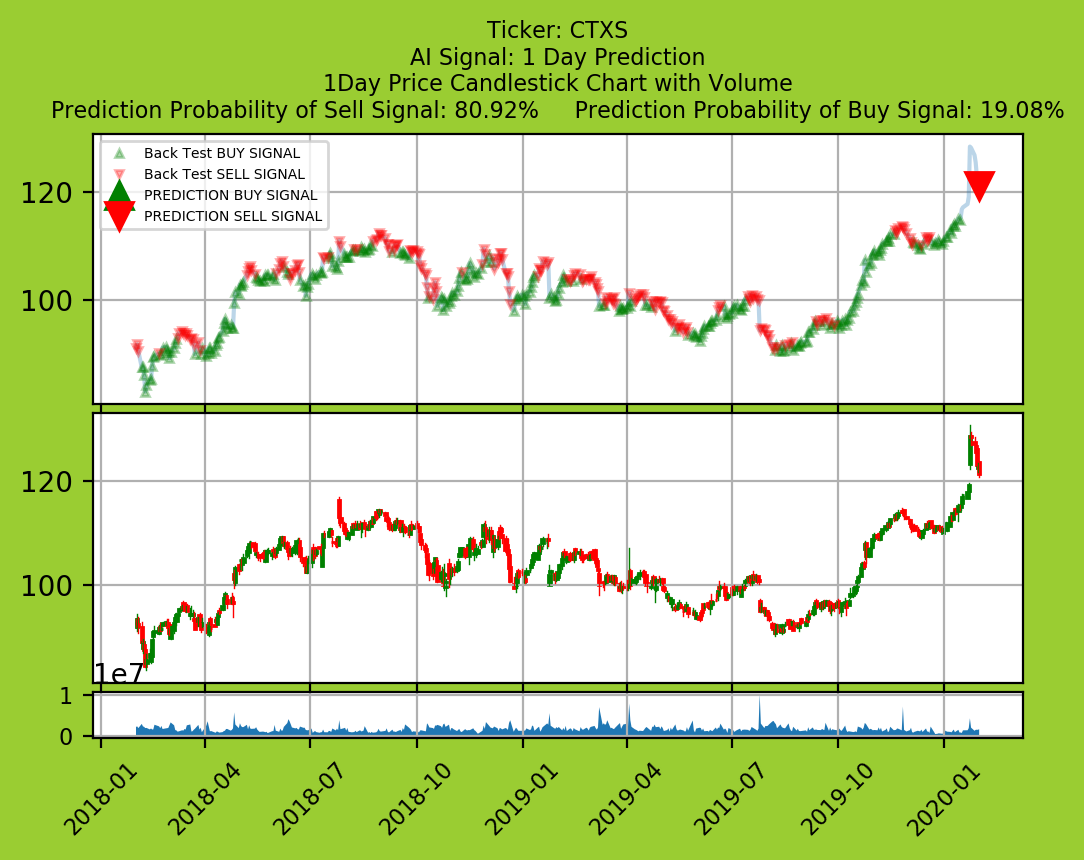 Ticker: CTXS
AI Signal: 1 Day Prediction
1Day Price Candlestick Chart with Volume
Prediction Probability of Sell Signal: 80.92%     Prediction Probability of Buy Signal: 19.08%
Back Test BUY SIGNAL
Back Test SELL SIGNAL
PREDICTION BUY SIGNAL
PREDICTION SELL SIGNAL
120
100
120
100
1e7
1
0
2018-01
2018-04
2018-07
2018-10
2019-01
2019-04
2019-07
2019-10
2020-01